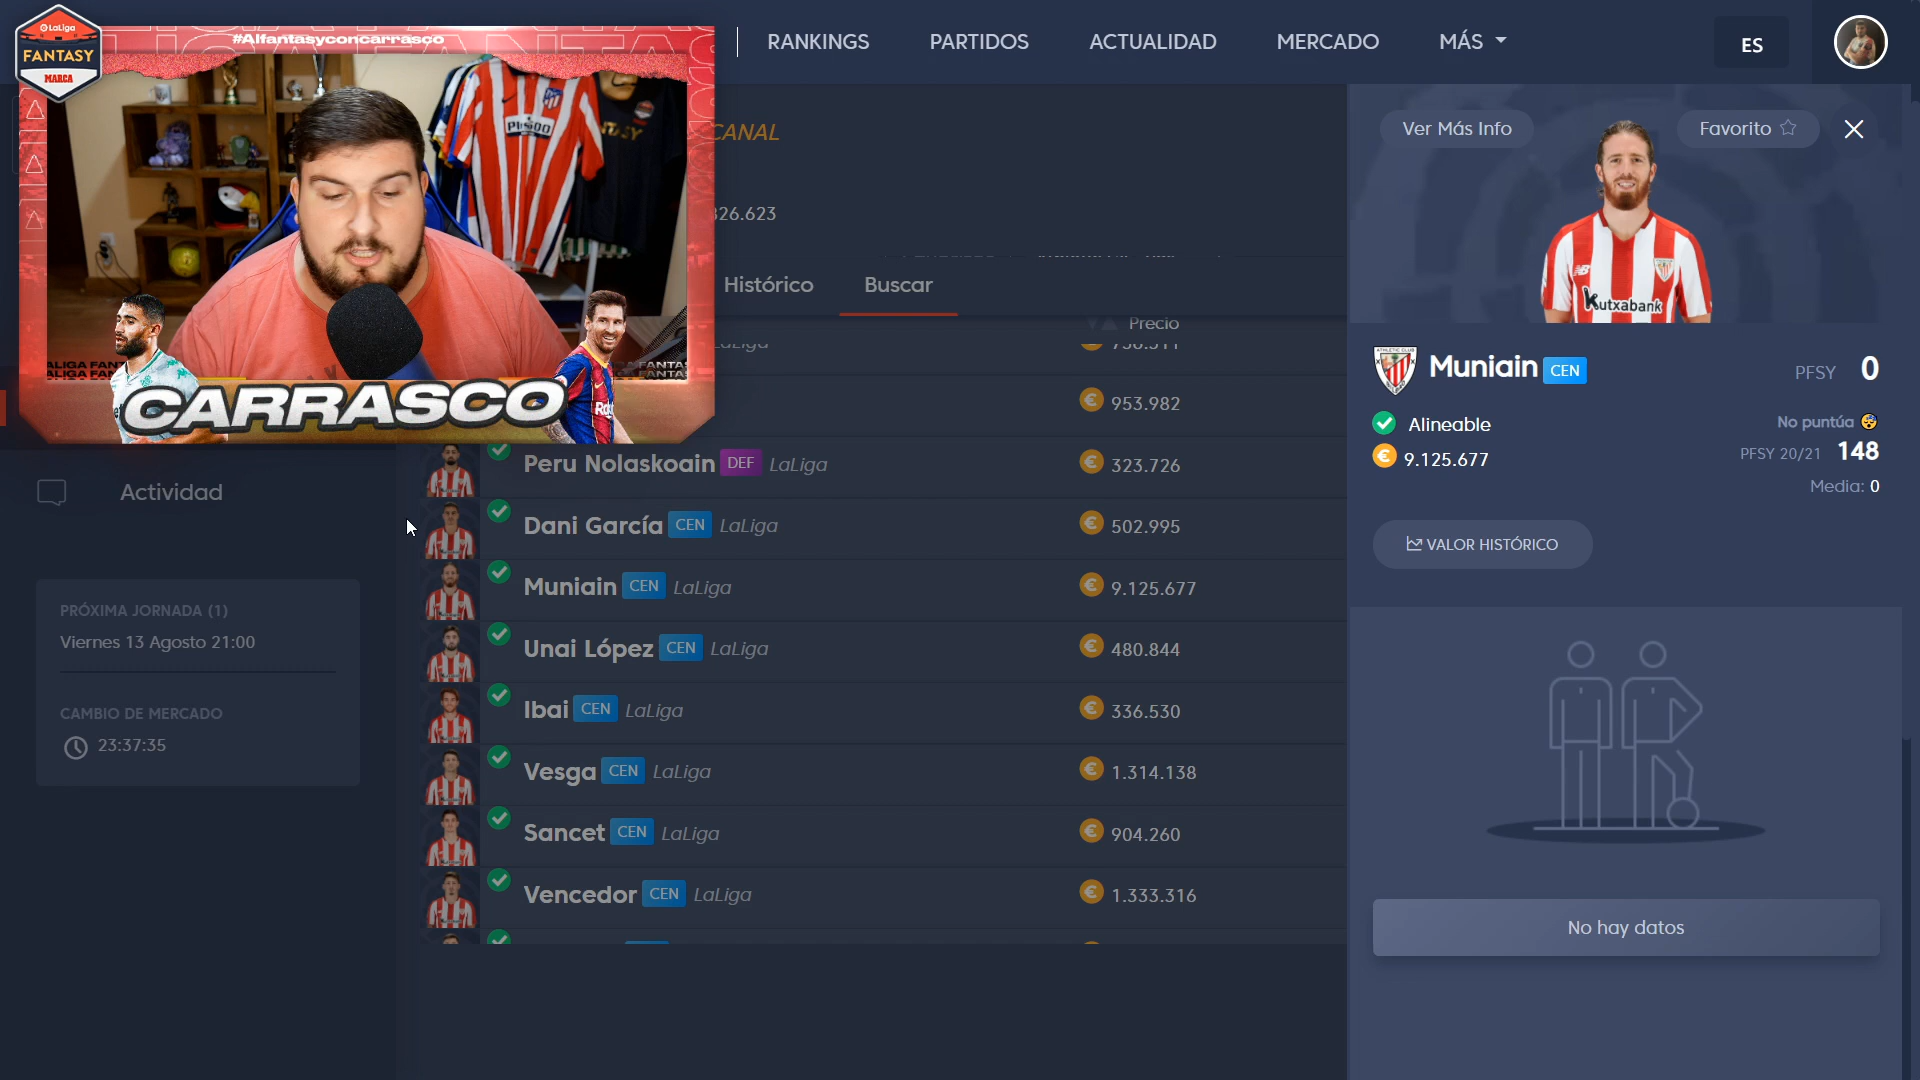 LaLiga
FANTASY
MARCA
#Alfantasyconcarrasco
Plus500
CARRASCO
RANKINGS
PARTIDOS
ACTUALIDAD
MERCADO
MÁS
ES
CANAL
326.623
Histórico
Buscar
Precio
953.982
Peru Nolaskoain DEF LaLiga 323.726
Dani García CEN LaLiga 502.995
Muniain CEN LaLiga 9.125.677
Unai López CEN LaLiga 480.844
Ibai CEN LaLiga 336.530
Vesga CEN LaLiga 1.314.138
Sancet CEN LaLiga 904.260
Vencedor CEN LaLiga 1.333.316
Actividad
PRÓXIMA JORNADA (1)
Viernes 13 Agosto 21:00
CAMBIO DE MERCADO
23:37:35
Ver Más Info
Favorito
Kutxabank
Muniain CEN
PFSY 0
Alineable
9.125.677
No puntúa
PFSY 20/21 148
Media: 0
VALOR HISTÓRICO
No hay datos